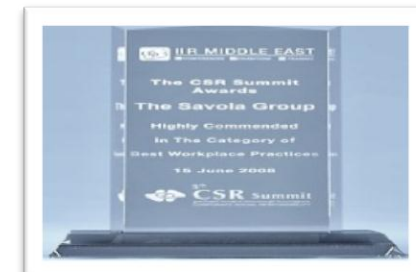 IIR MIDDLE EAST
The CSR Summit
Awards
The Savola Group
Highly Commended
In The Category of
Best Workplace Practices
15 June 2008
CSR Summit